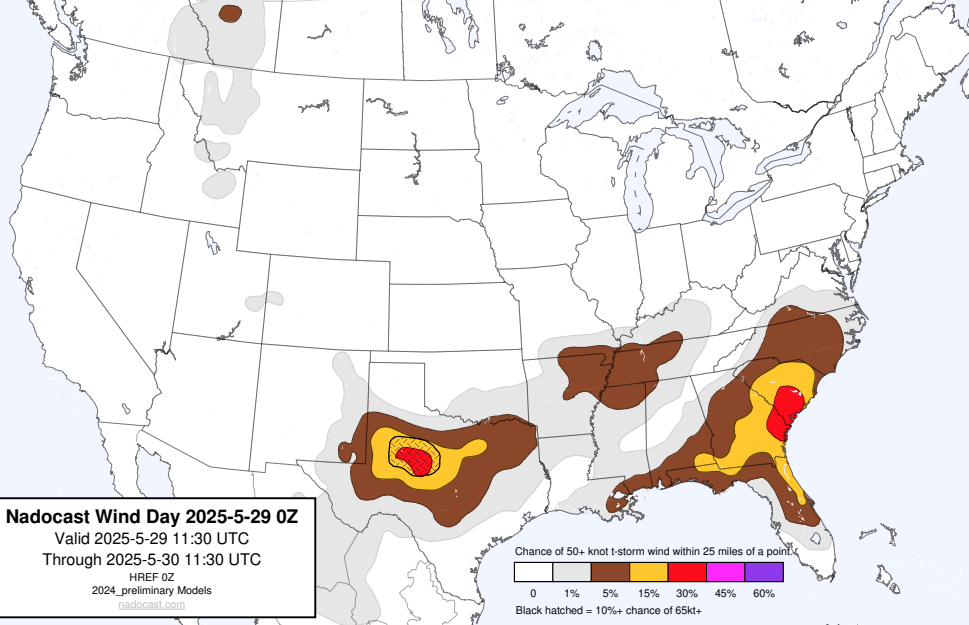 Nadocast Wind Day 2025-5-29 0Z
Valid 2025-5-29 11:30 UTC
Through 2025-5-30 11:30 UTC
HREF 0Z
2024_preliminary Models
nadocast.com
Chance of 50+ knot t-storm wind within 25 miles of a point.
0 1% 5% 15% 30% 45% 60%
Black hatched = 10%+ chance of 65kt+